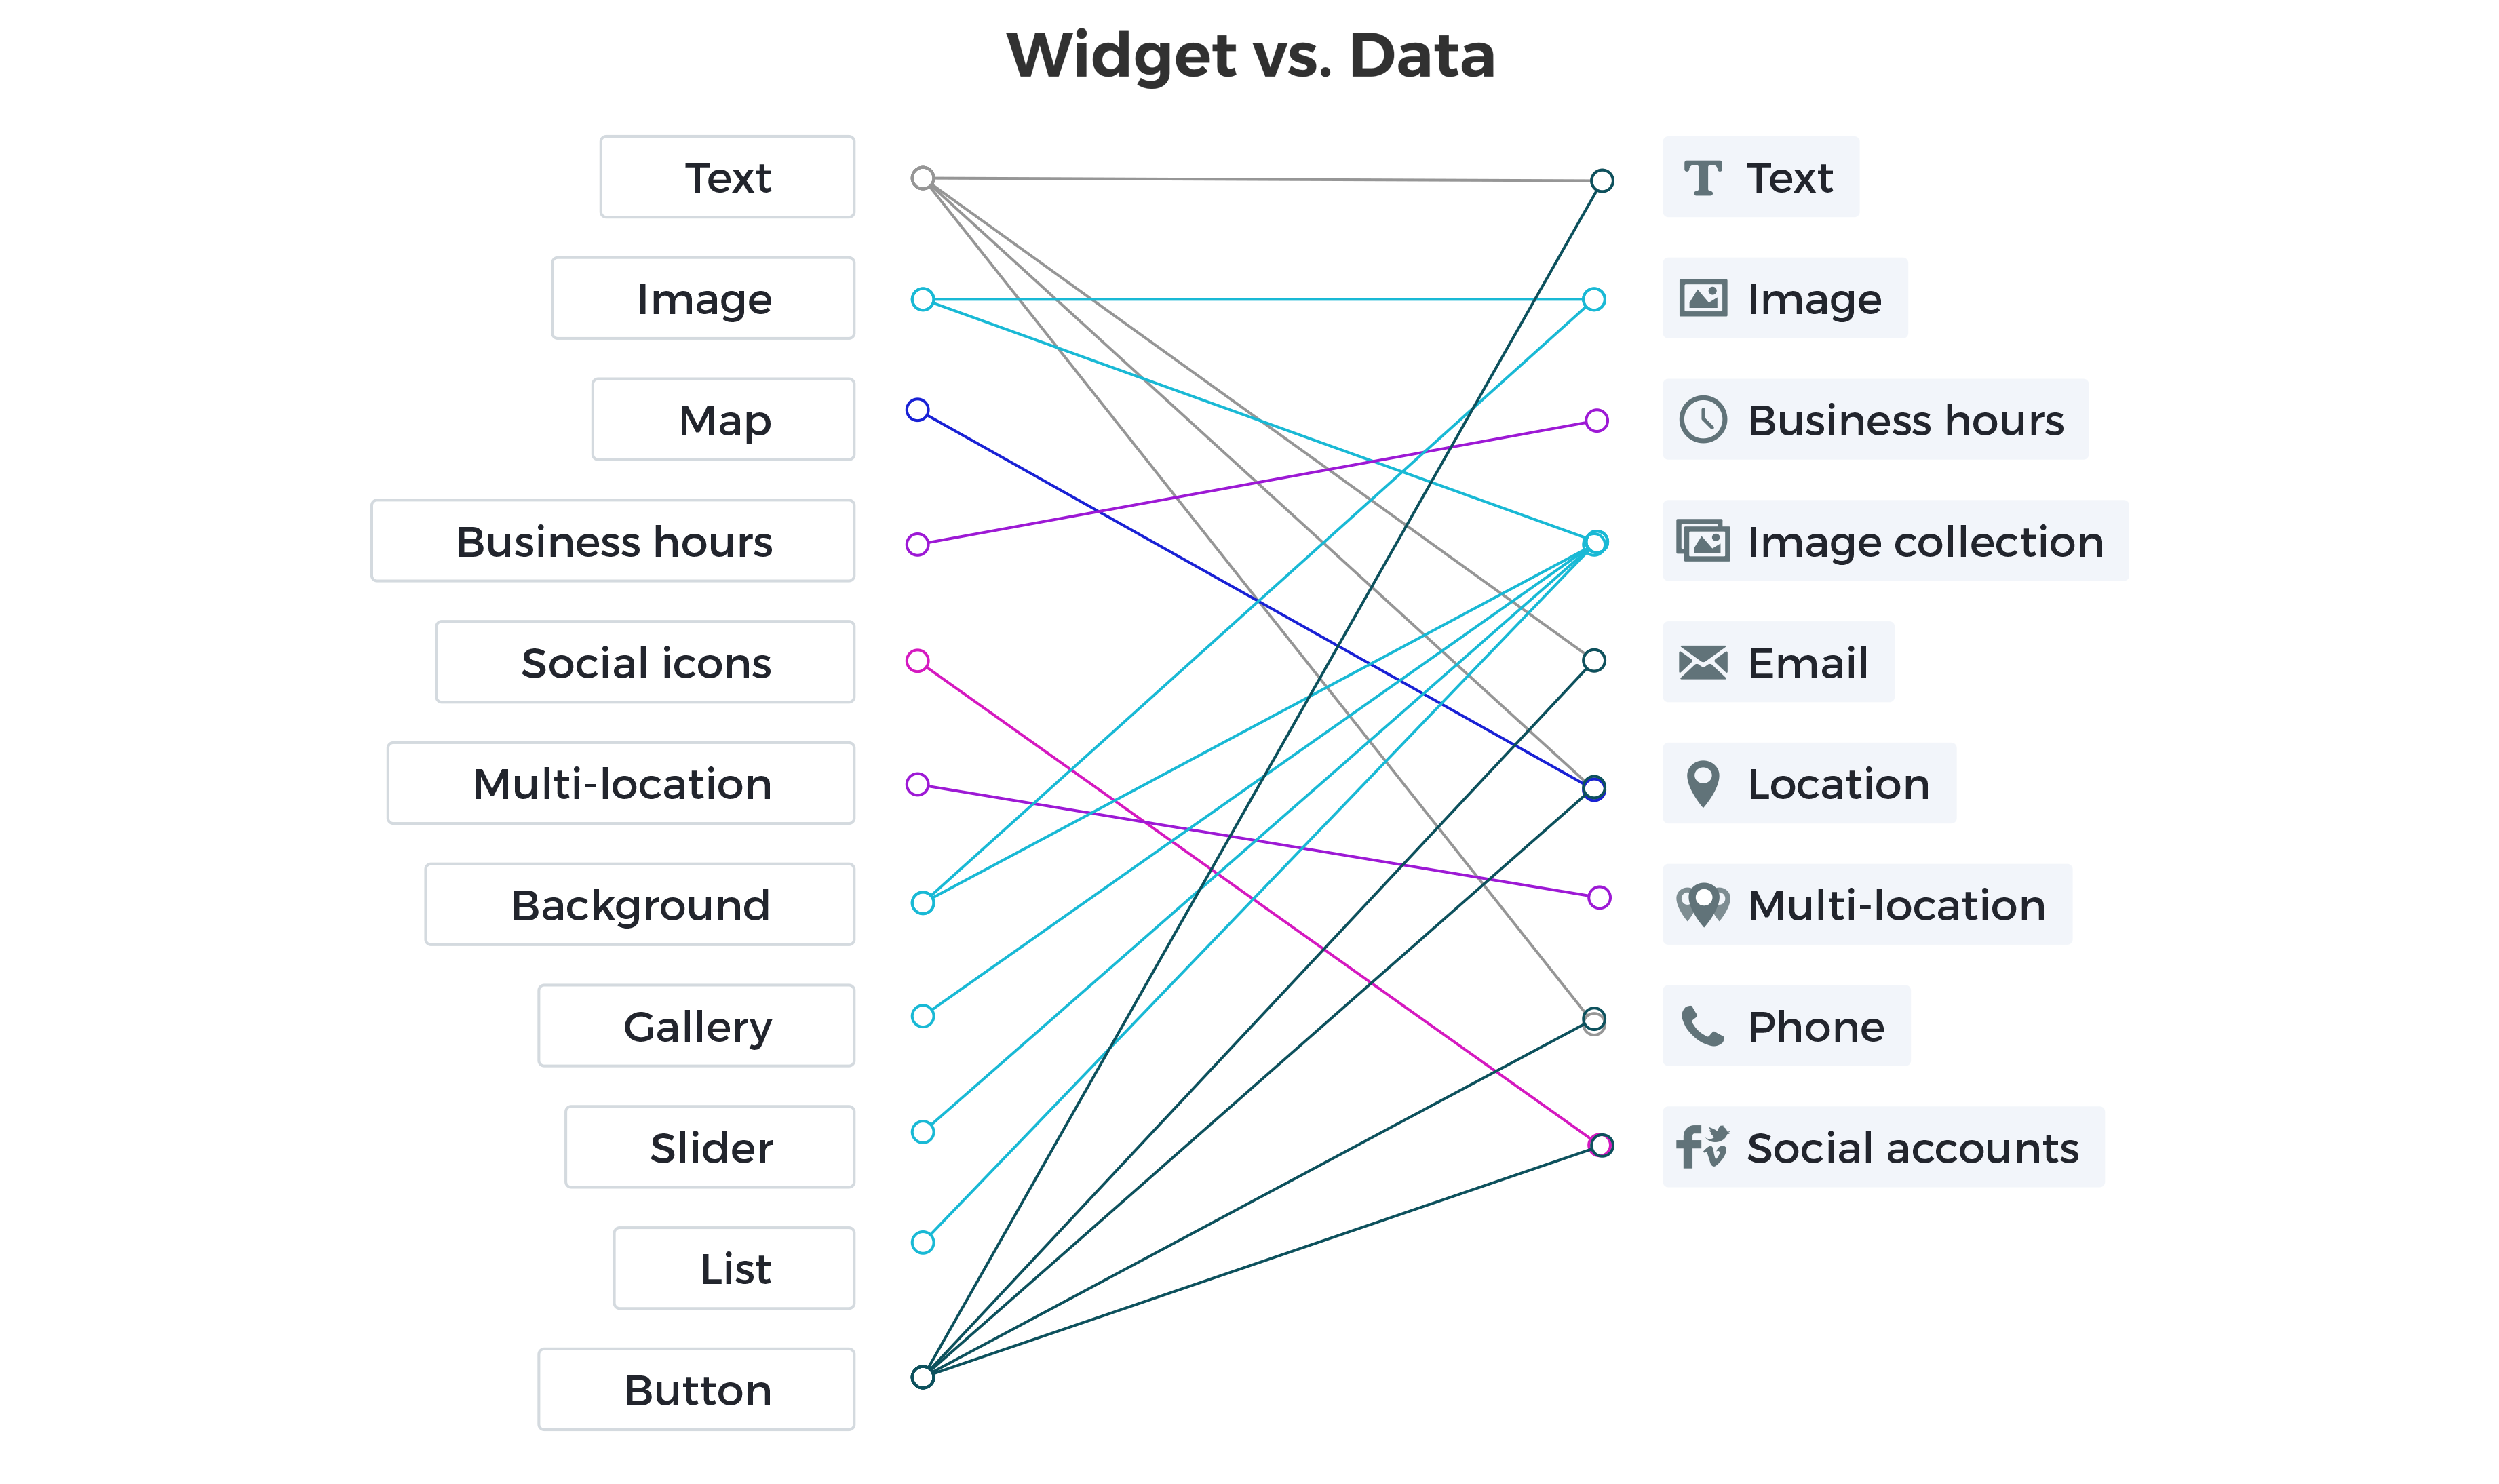 Widget vs. Data
Text
Image
Map
Business hours
Social icons
Multi-location
Background
Gallery
Slider
List
Button
Text
Image
Business hours
Image collection
Email
Location
Multi-location
Phone
Social accounts